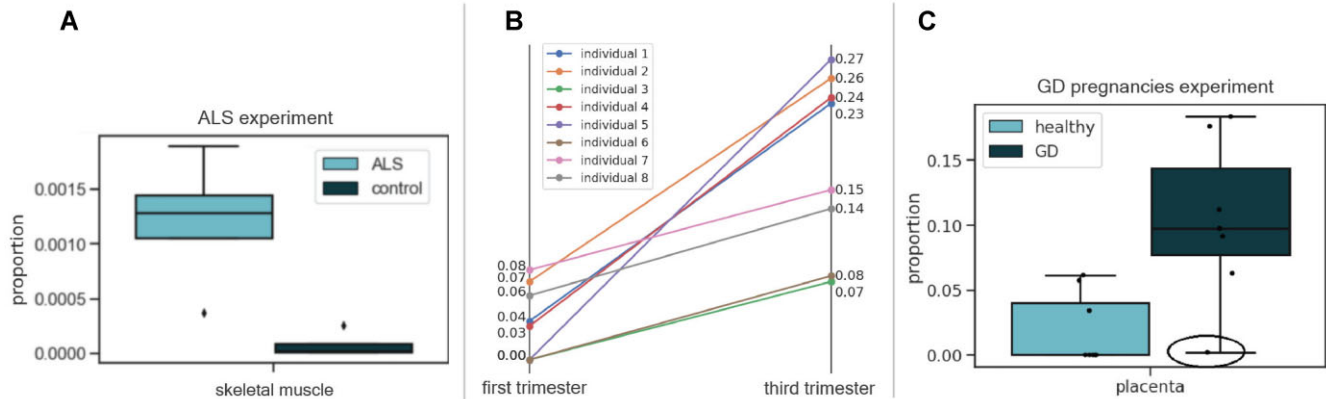 A
ALS experiment
ALS
control
proportion
0.0015
0.0010
0.0005
0.0000
skeletal muscle
B
individual 1
individual 2
individual 3
individual 4
individual 5
individual 6
individual 7
individual 8
0.08
0.07
0.06
0.04
0.03
0.00
0.27
0.26
0.24
0.23
0.15
0.14
0.08
0.07
first trimester
third trimester
C
GD pregnancies experiment
healthy
GD
proportion
0.15
0.10
0.05
0.00
placenta